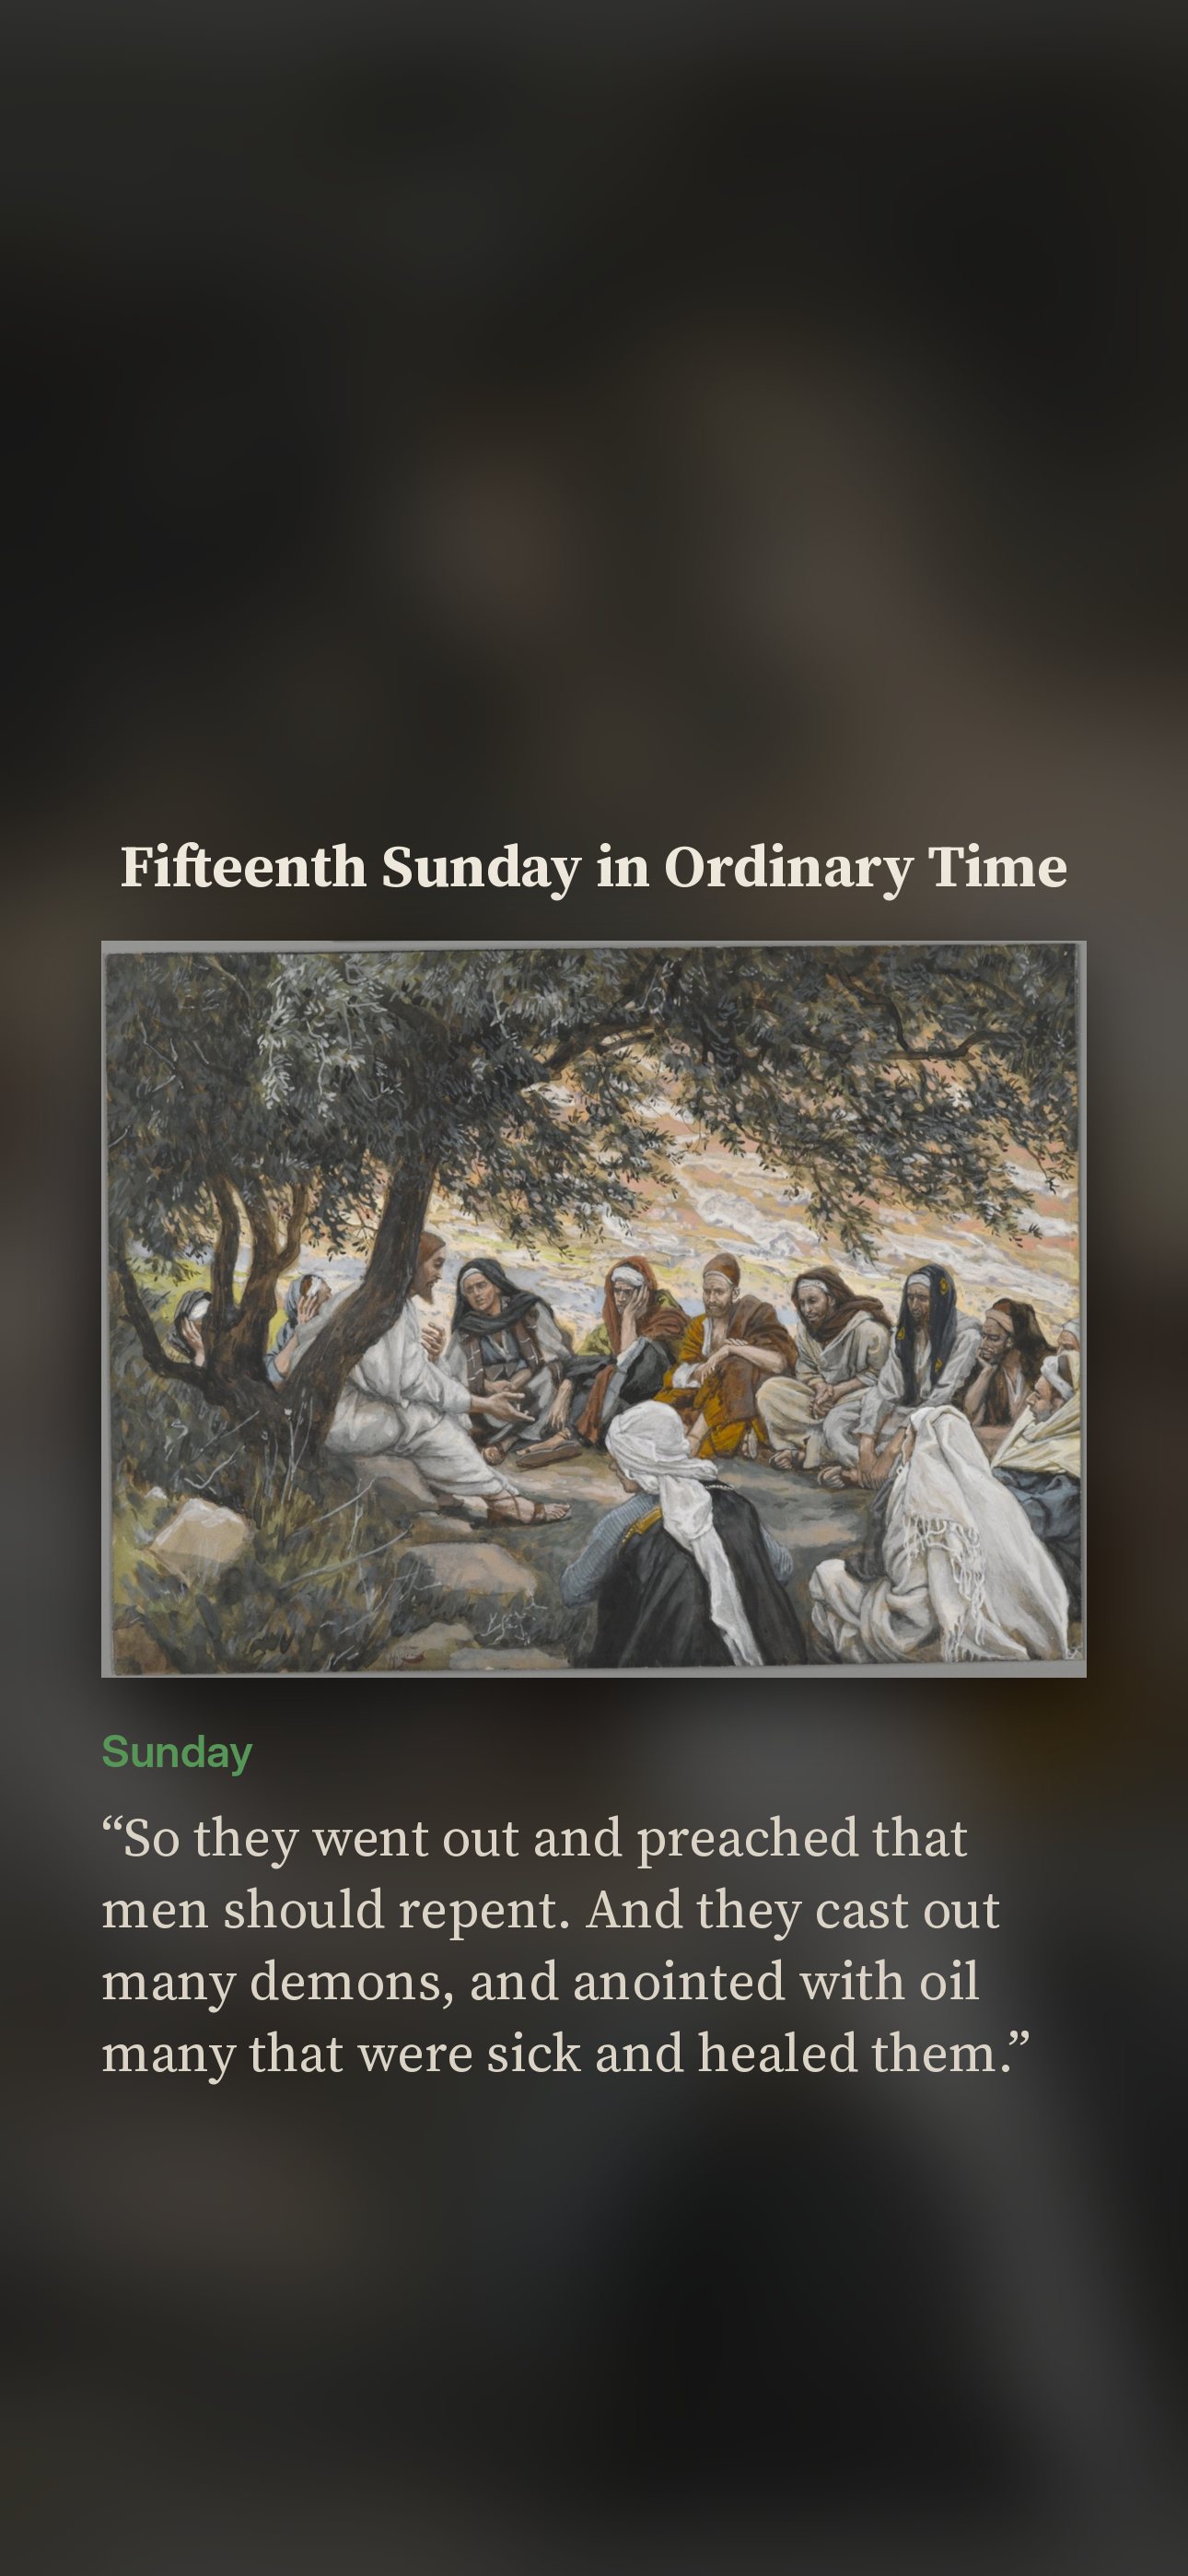 Fifteenth Sunday in Ordinary Time
Sunday
“So they went out and preached that
men should repent. And they cast out
many demons, and anointed with oil
many that were sick and healed them.”